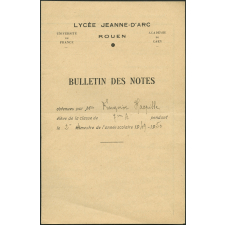 LYCÉE JEANNE-D'ARC
UNIVERSITÉ DE FRANCE
ROUEN
ACADÉMIE DE CAEN
BULLETIN DES NOTES
obtenues par M
élève de la classe de pendant
le trimestre de l'année scolaire